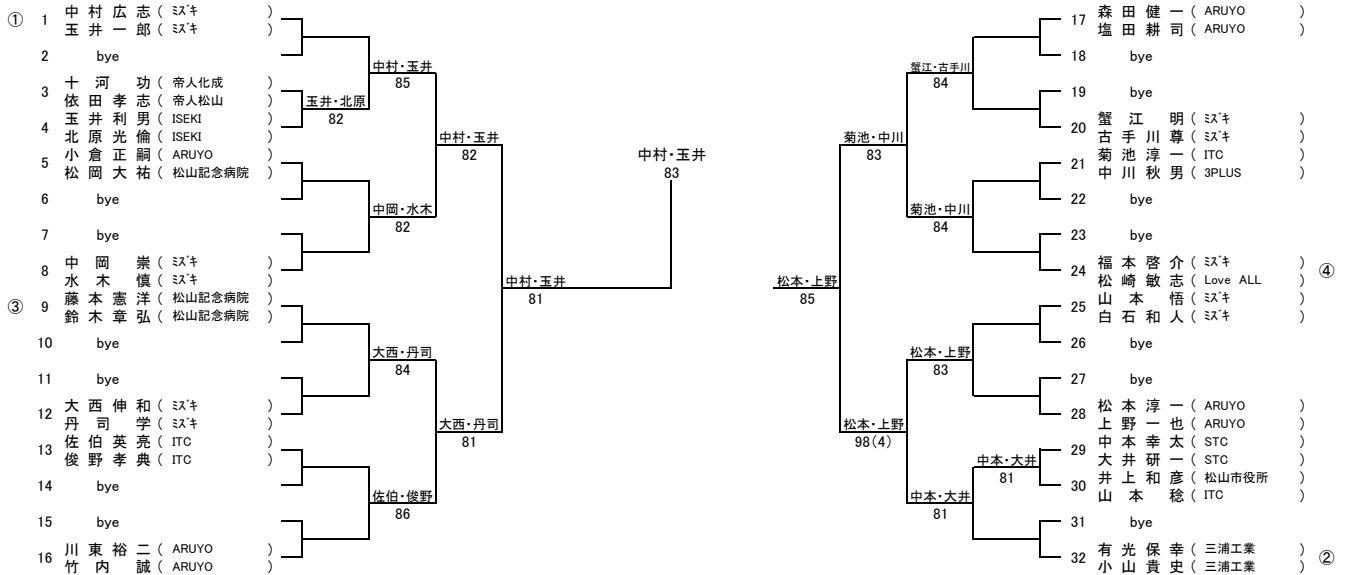 ① 1 中村広志 ( ﾐｽﾞｷ )
玉井一郎 ( ﾐｽﾞｷ )
2 bye
3 十河功 ( 帝人化成 )
依田孝志 ( 帝人松山 )
4 玉井利男 ( ISEKI )
北原光倫 ( ISEKI )
5 小倉正嗣 ( ARUYO )
松岡大祐 ( 松山記念病院 )
6 bye
7 bye
8 中岡崇 ( ﾐｽﾞｷ )
水木慎 ( ﾐｽﾞｷ )
③ 9 藤本憲洋 ( 松山記念病院 )
鈴木章弘 ( 松山記念病院 )
10 bye
11 bye
12 大西伸和 ( ﾐｽﾞｷ )
丹司学 ( ﾐｽﾞｷ )
13 佐伯英亮 ( ITC )
俊野孝典 ( ITC )
14 bye
15 bye
16 川東裕二 ( ARUYO )
竹内誠 ( ARUYO )
玉井・北原
82
中村・玉井
85
中岡・水木
82
大西・丹司
84
佐伯・俊野
86
中村・玉井
82
大西・丹司
81
中村・玉井
81
中村・玉井
83
松本・上野
85
菊池・中川
83
松本・上野
98(4)
蟹江・古手川
84
菊池・中川
84
松本・上野
83
中本・大井
81
中本・大井
81
17 森田健一 ( ARUYO )
塩田耕司 ( ARUYO )
18 bye
19 bye
20 蟹江明 ( ﾐｽﾞｷ )
古手川尊 ( ﾐｽﾞｷ )
21 菊池淳一 ( ITC )
中川秋男 ( 3PLUS )
22 bye
23 bye
24 福本啓介 ( ﾐｽﾞｷ ) ④
松崎敏志 ( Love ALL )
25 山本悟 ( ﾐｽﾞｷ )
白石和人 ( ﾐｽﾞｷ )
26 bye
27 bye
28 松本淳一 ( ARUYO )
上野一也 ( ARUYO )
29 中本幸太 ( STC )
大井研一 ( STC )
30 井上和彦 ( 松山市役所 )
山本稔 ( ITC )
31 bye
32 有光保幸 ( 三浦工業 ) ②
小山貴史 ( 三浦工業 )